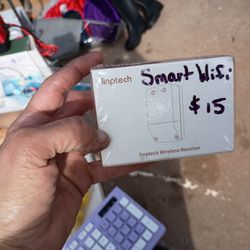 linptech
Smart Wifi
$15
linptech Wireless Receiver